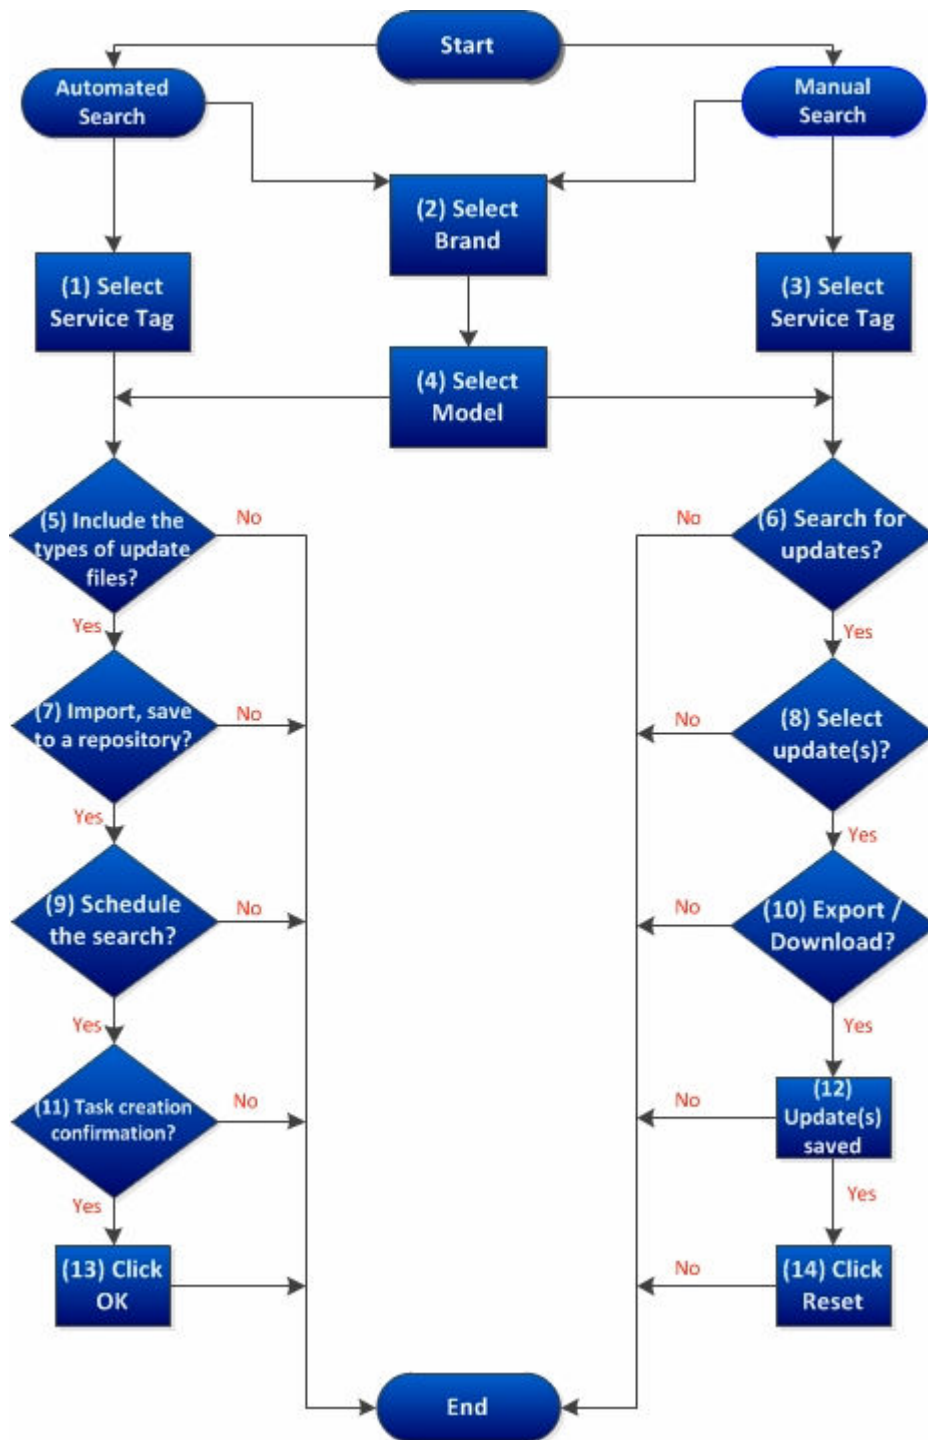 Start
Automated
Search
Manual
Search
(2) Select
Brand
(1) Select
Service Tag
(3) Select
Service Tag
(4) Select
Model
(5) Include the
types of update
files?
No
No
(6) Search for
updates?
Yes
Yes
(7) Import, save
to a repository?
No
No
(8) Select
update(s)?
Yes
Yes
(9) Schedule
the search?
No
No
(10) Export /
Download?
Yes
Yes
(11) Task creation
confirmation?
No
No
(12)
Update(s)
saved
Yes
Yes
(13) Click
OK
No
(14) Click
Reset
End